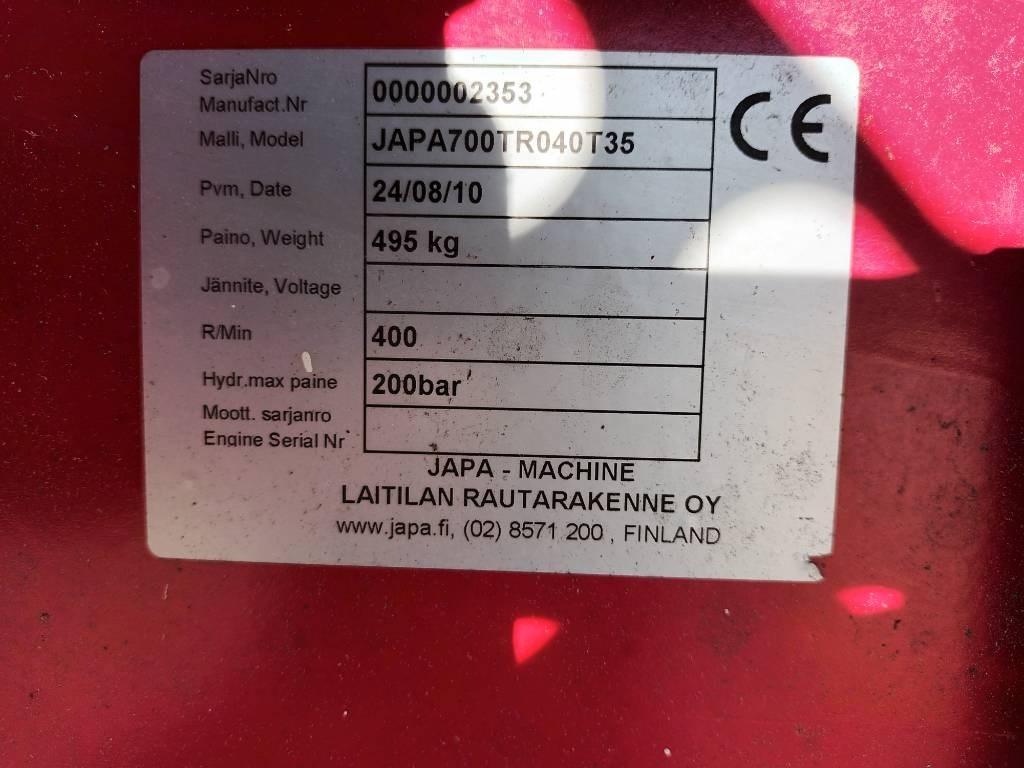 SarjaNro
Manufact.Nr 0000002353
CE
Malli, Model JAPA700TR040T35
Pvm, Date 24/08/10
Paino, Weight 495 kg
Jännite, Voltage
R/Min 400
Hydr.max paine 200bar
Moott. sarjanro
Engine Serial Nr
JAPA - MACHINE
LAITILAN RAUTARAKENNE OY
www.japa.fi, (02) 8571 200 , FINLAND